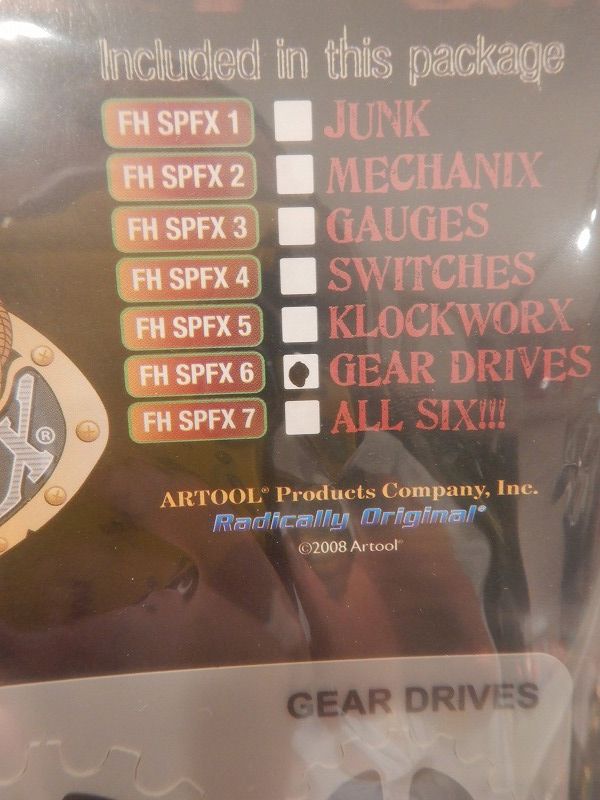 Included in this package
FH SPFX 1 JUNK
FH SPFX 2 MECHANIX
FH SPFX 3 GAUGES
FH SPFX 4 SWITCHES
FH SPFX 5 KLOCKWORX
FH SPFX 6 GEAR DRIVES
FH SPFX 7 ALL SIX!!!
X®
ARTOOL® Products Company, Inc.
Radically Original®
©2008 Artool®
GEAR DRIVES